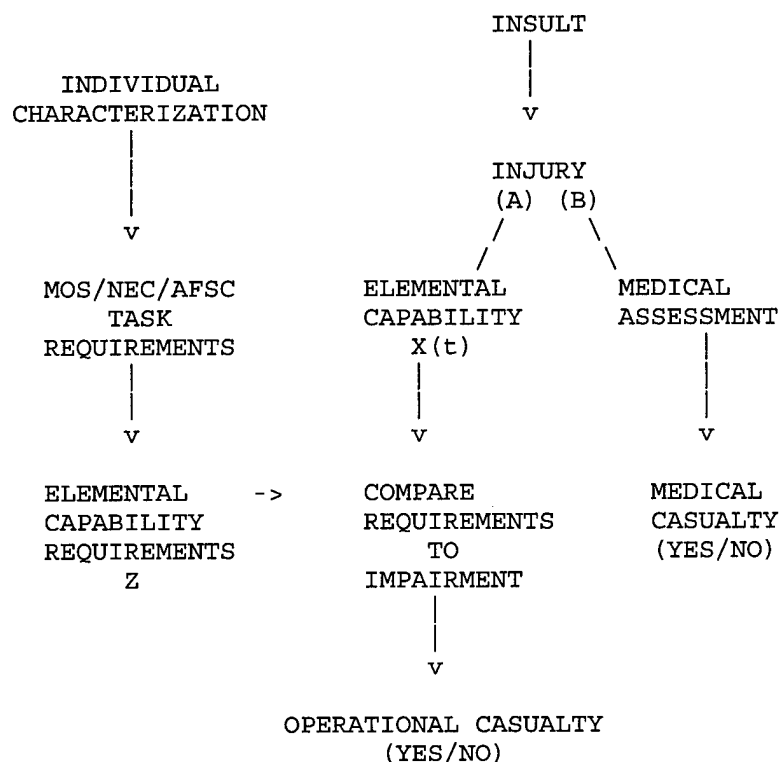 INSULT
INDIVIDUAL
CHARACTERIZATION
v
INJURY
(A) (B)
v
MOS/NEC/AFSC
TASK
REQUIREMENTS
ELEMENTAL
CAPABILITY
X(t)
MEDICAL
ASSESSMENT
v
v
v
ELEMENTAL
CAPABILITY
REQUIREMENTS
Z
->
COMPARE
REQUIREMENTS
TO
IMPAIRMENT
MEDICAL
CASUALTY
(YES/NO)
v
OPERATIONAL CASUALTY
(YES/NO)